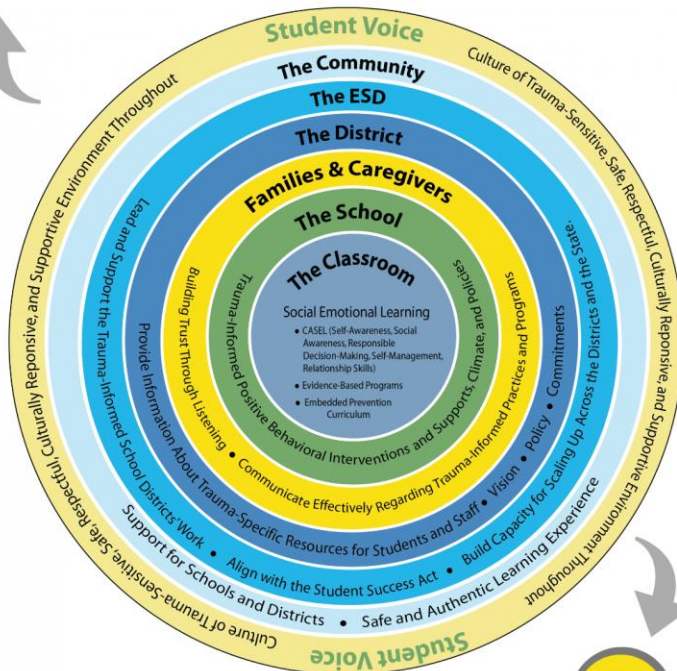 Student Voice
Culture of Trauma-Sensitive, Safe, Respectful, Culturally Reponsive, and Supportive Environment Throughout
Culture of Trauma-Sensitive, Safe, Respectful, Culturally Reponsive, and Supportive Environment Throughout
The Community
Support for Schools and Districts • Safe and Authentic Learning Experience
The ESD
Lead and Support the Trauma-Informed School Districts' Work • Align with the Student Success Act • Build Capacity for Scaling Up Across the Districts and the State.
The District
Provide Information About Trauma-Specific Resources for Students and Staff • Vision • Policy • Commitments
Families & Caregivers
Building Trust Through Listening • Communicate Effectively Regarding Trauma-Informed Practices and Programs
The School
Trauma-Informed Positive Behavioral Interventions and Supports, Climate, and Policies
The Classroom
Social Emotional Learning
• CASEL (Self-Awareness, Social
Awareness, Responsible
Decision-Making, Self-Management,
Relationship Skills)
• Evidence-Based Programs
• Embedded Prevention
Curriculum
Student Voice